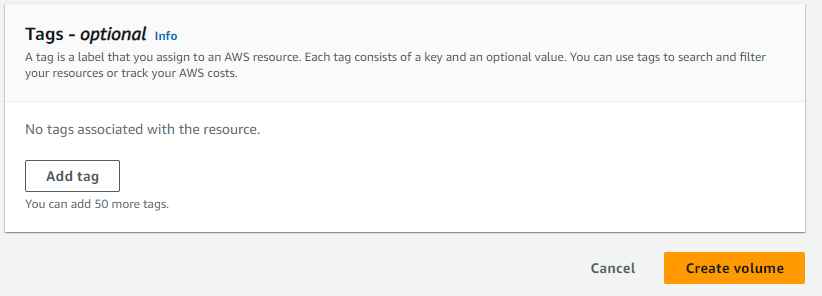 Tags - optional Info
A tag is a label that you assign to an AWS resource. Each tag consists of a key and an optional value. You can use tags to search and filter
your resources or track your AWS costs.
No tags associated with the resource.
Add tag
You can add 50 more tags.
Cancel Create volume